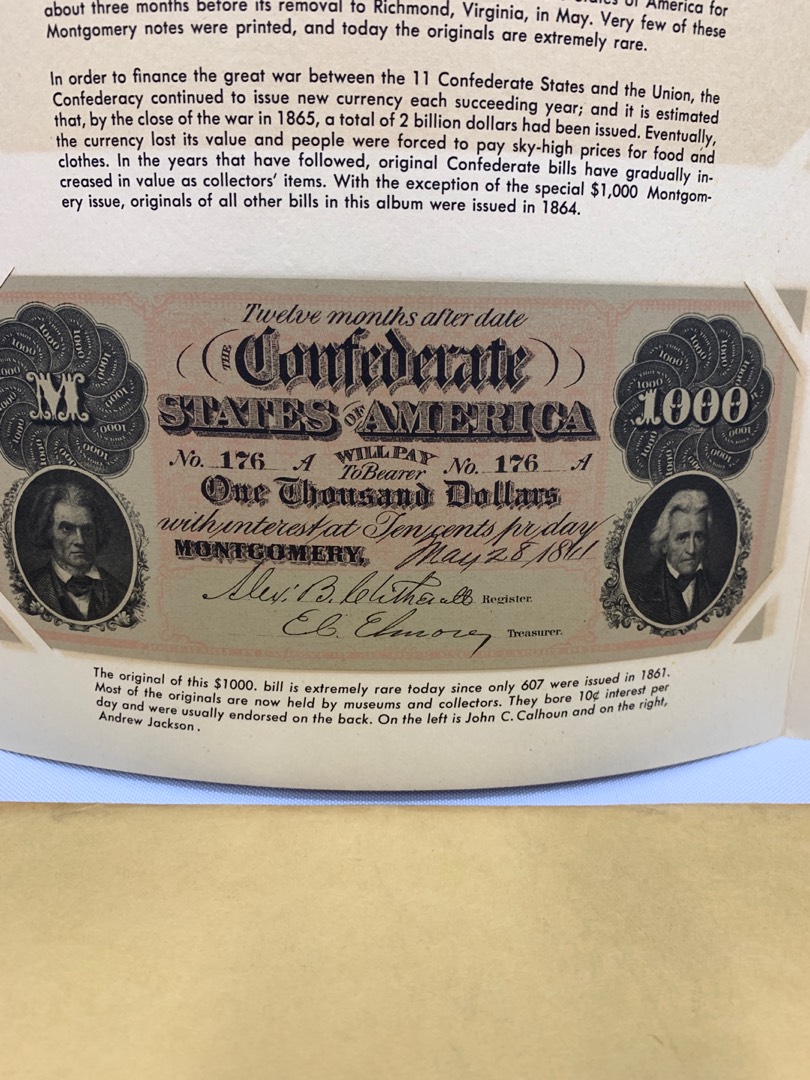 about three months before its removal to Richmond, Virginia, in May. Very few of these
Montgomery notes were printed, and today the originals are extremely rare.
In order to finance the great war between the 11 Confederate States and the Union, the
Confederacy continued to issue new currency each succeeding year; and it is estimated
that, by the close of the war in 1865, a total of 2 billion dollars had been issued. Eventually,
the currency lost its value and people were forced to pay sky-high prices for food and
clothes. In the years that have followed, original Confederate bills have gradually in-
creased in value as collectors' items. With the exception of the special $1,000 Montgom-
ery issue, originals of all other bills in this album were issued in 1864.
Twelve months after date
THE Confederate
STATES OF AMERICA
M
1000
No. 176 A WILL PAY To Bearer No. 176 A
One Thousand Dollars
with interest at Ten cents pr day
MONTGOMERY, May 28 1861
Alex: B. Clitherall Register.
E.C. Elmore, Treasurer.
The original of this $1000. bill is extremely rare today since only 607 were issued in 1861.
Most of the originals are now held by museums and collectors. They bore 10¢ interest per
day and were usually endorsed on the back. On the left is John C. Calhoun and on the right,
Andrew Jackson.